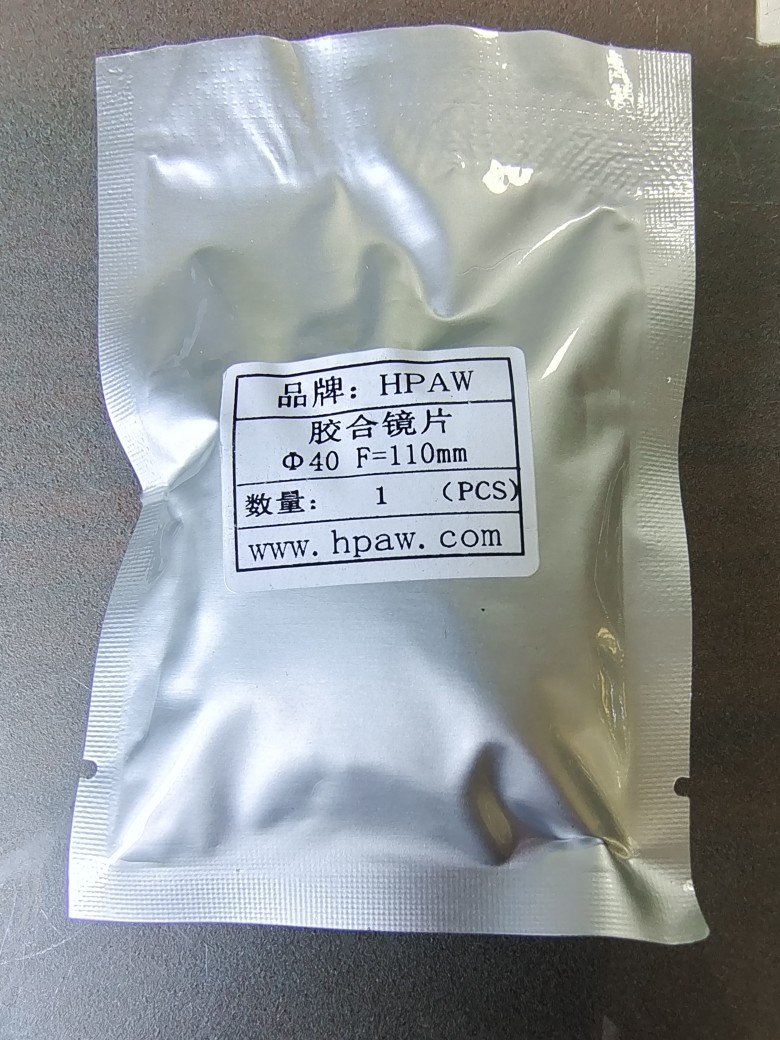 品牌：HPAW
胶合镜片
Φ40 F=110mm
数量： 1 （PCS）
www.hpaw.com